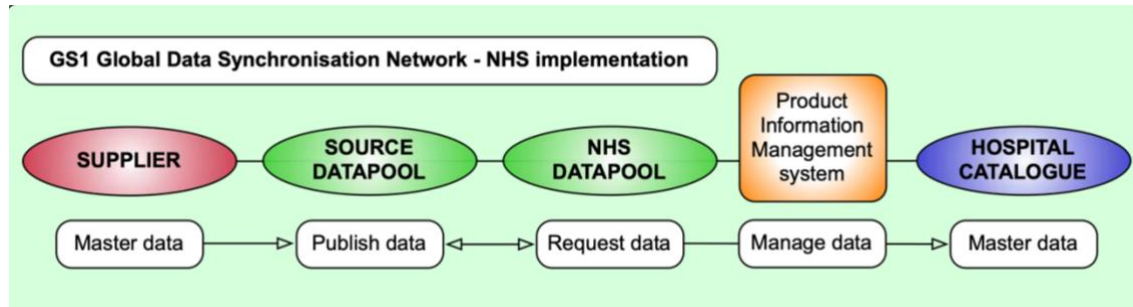 GS1 Global Data Synchronisation Network - NHS implementation
SUPPLIER
SOURCE
DATAPOOL
NHS
DATAPOOL
Product
Information
Management
system
HOSPITAL
CATALOGUE
Master data
Publish data
Request data
Manage data
Master data